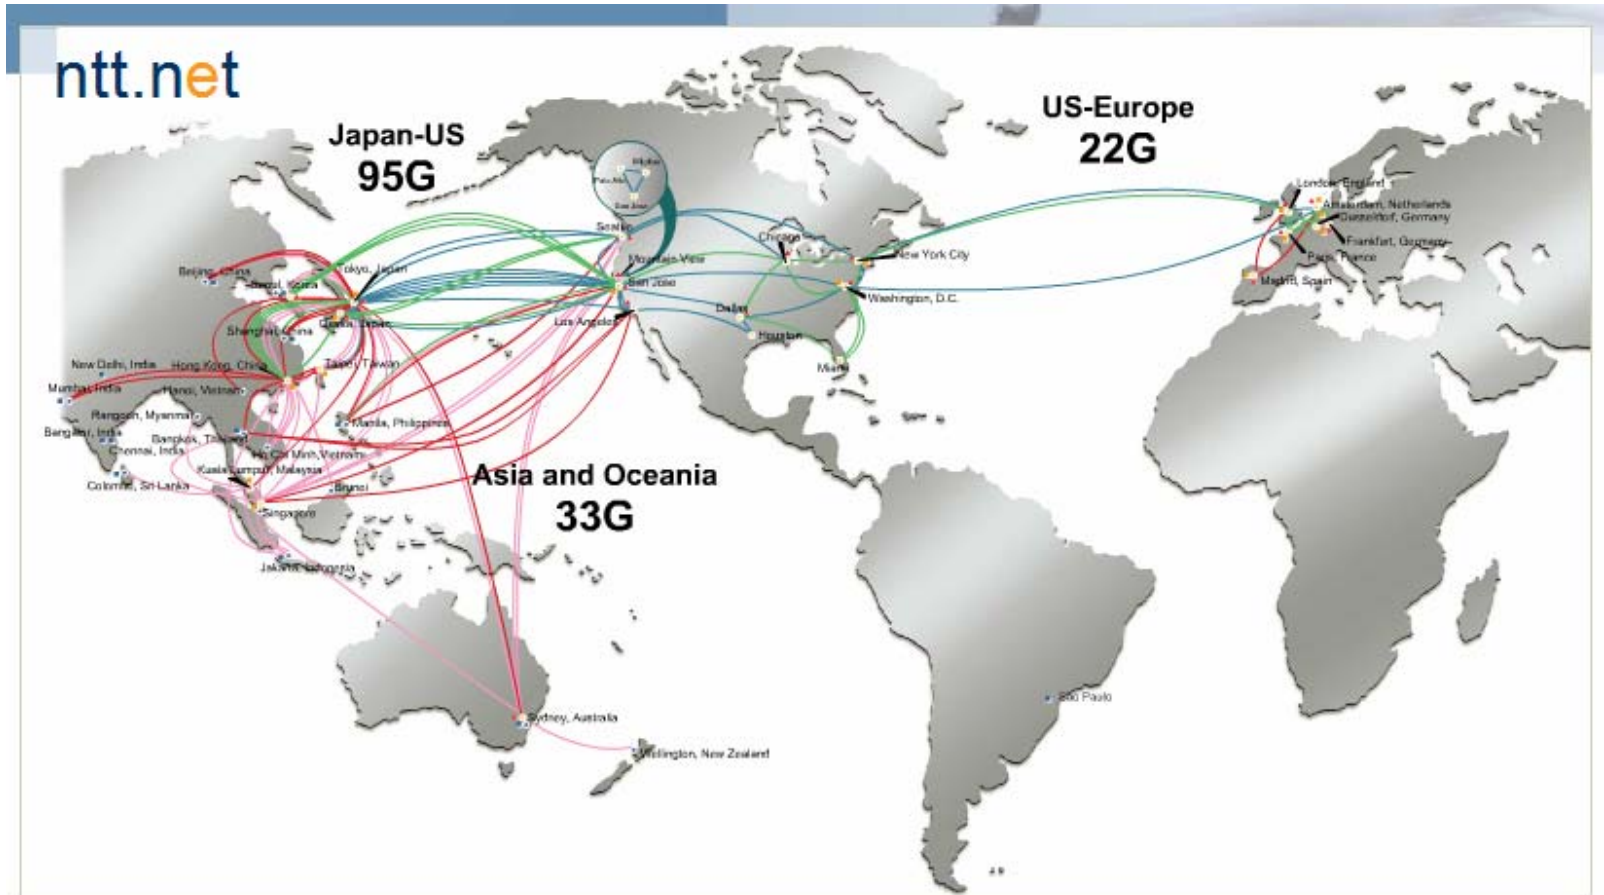 ntt.net
Japan-US
95G
US-Europe
22G
London, England
Amsterdam, Netherlands
Dusseldorf, Germany
Frankfurt, Germany
Paris, France
Madrid, Spain
Seattle
Chicago
New York City
Mountain View
San Jose
Washington, D.C.
Los Angeles
Dallas
Houston
Miami
Beijing, China
Seoul, Korea
Tokyo, Japan
Osaka, Japan
Shanghai, China
New Delhi, India
Hong Kong, China
Taipei, Taiwan
Mumbai, India
Hanoi, Vietnam
Rangoon, Myanmar
Manila, Philippines
Bangkok, Thailand
Chennai, India
Ho Chi Minh, Vietnam
Kuala Lumpur, Malaysia
Colombo, Sri Lanka
Brunei
Singapore
Asia and Oceania
33G
Jakarta, Indonesia
Sydney, Australia
Wellington, New Zealand
Sao Paulo